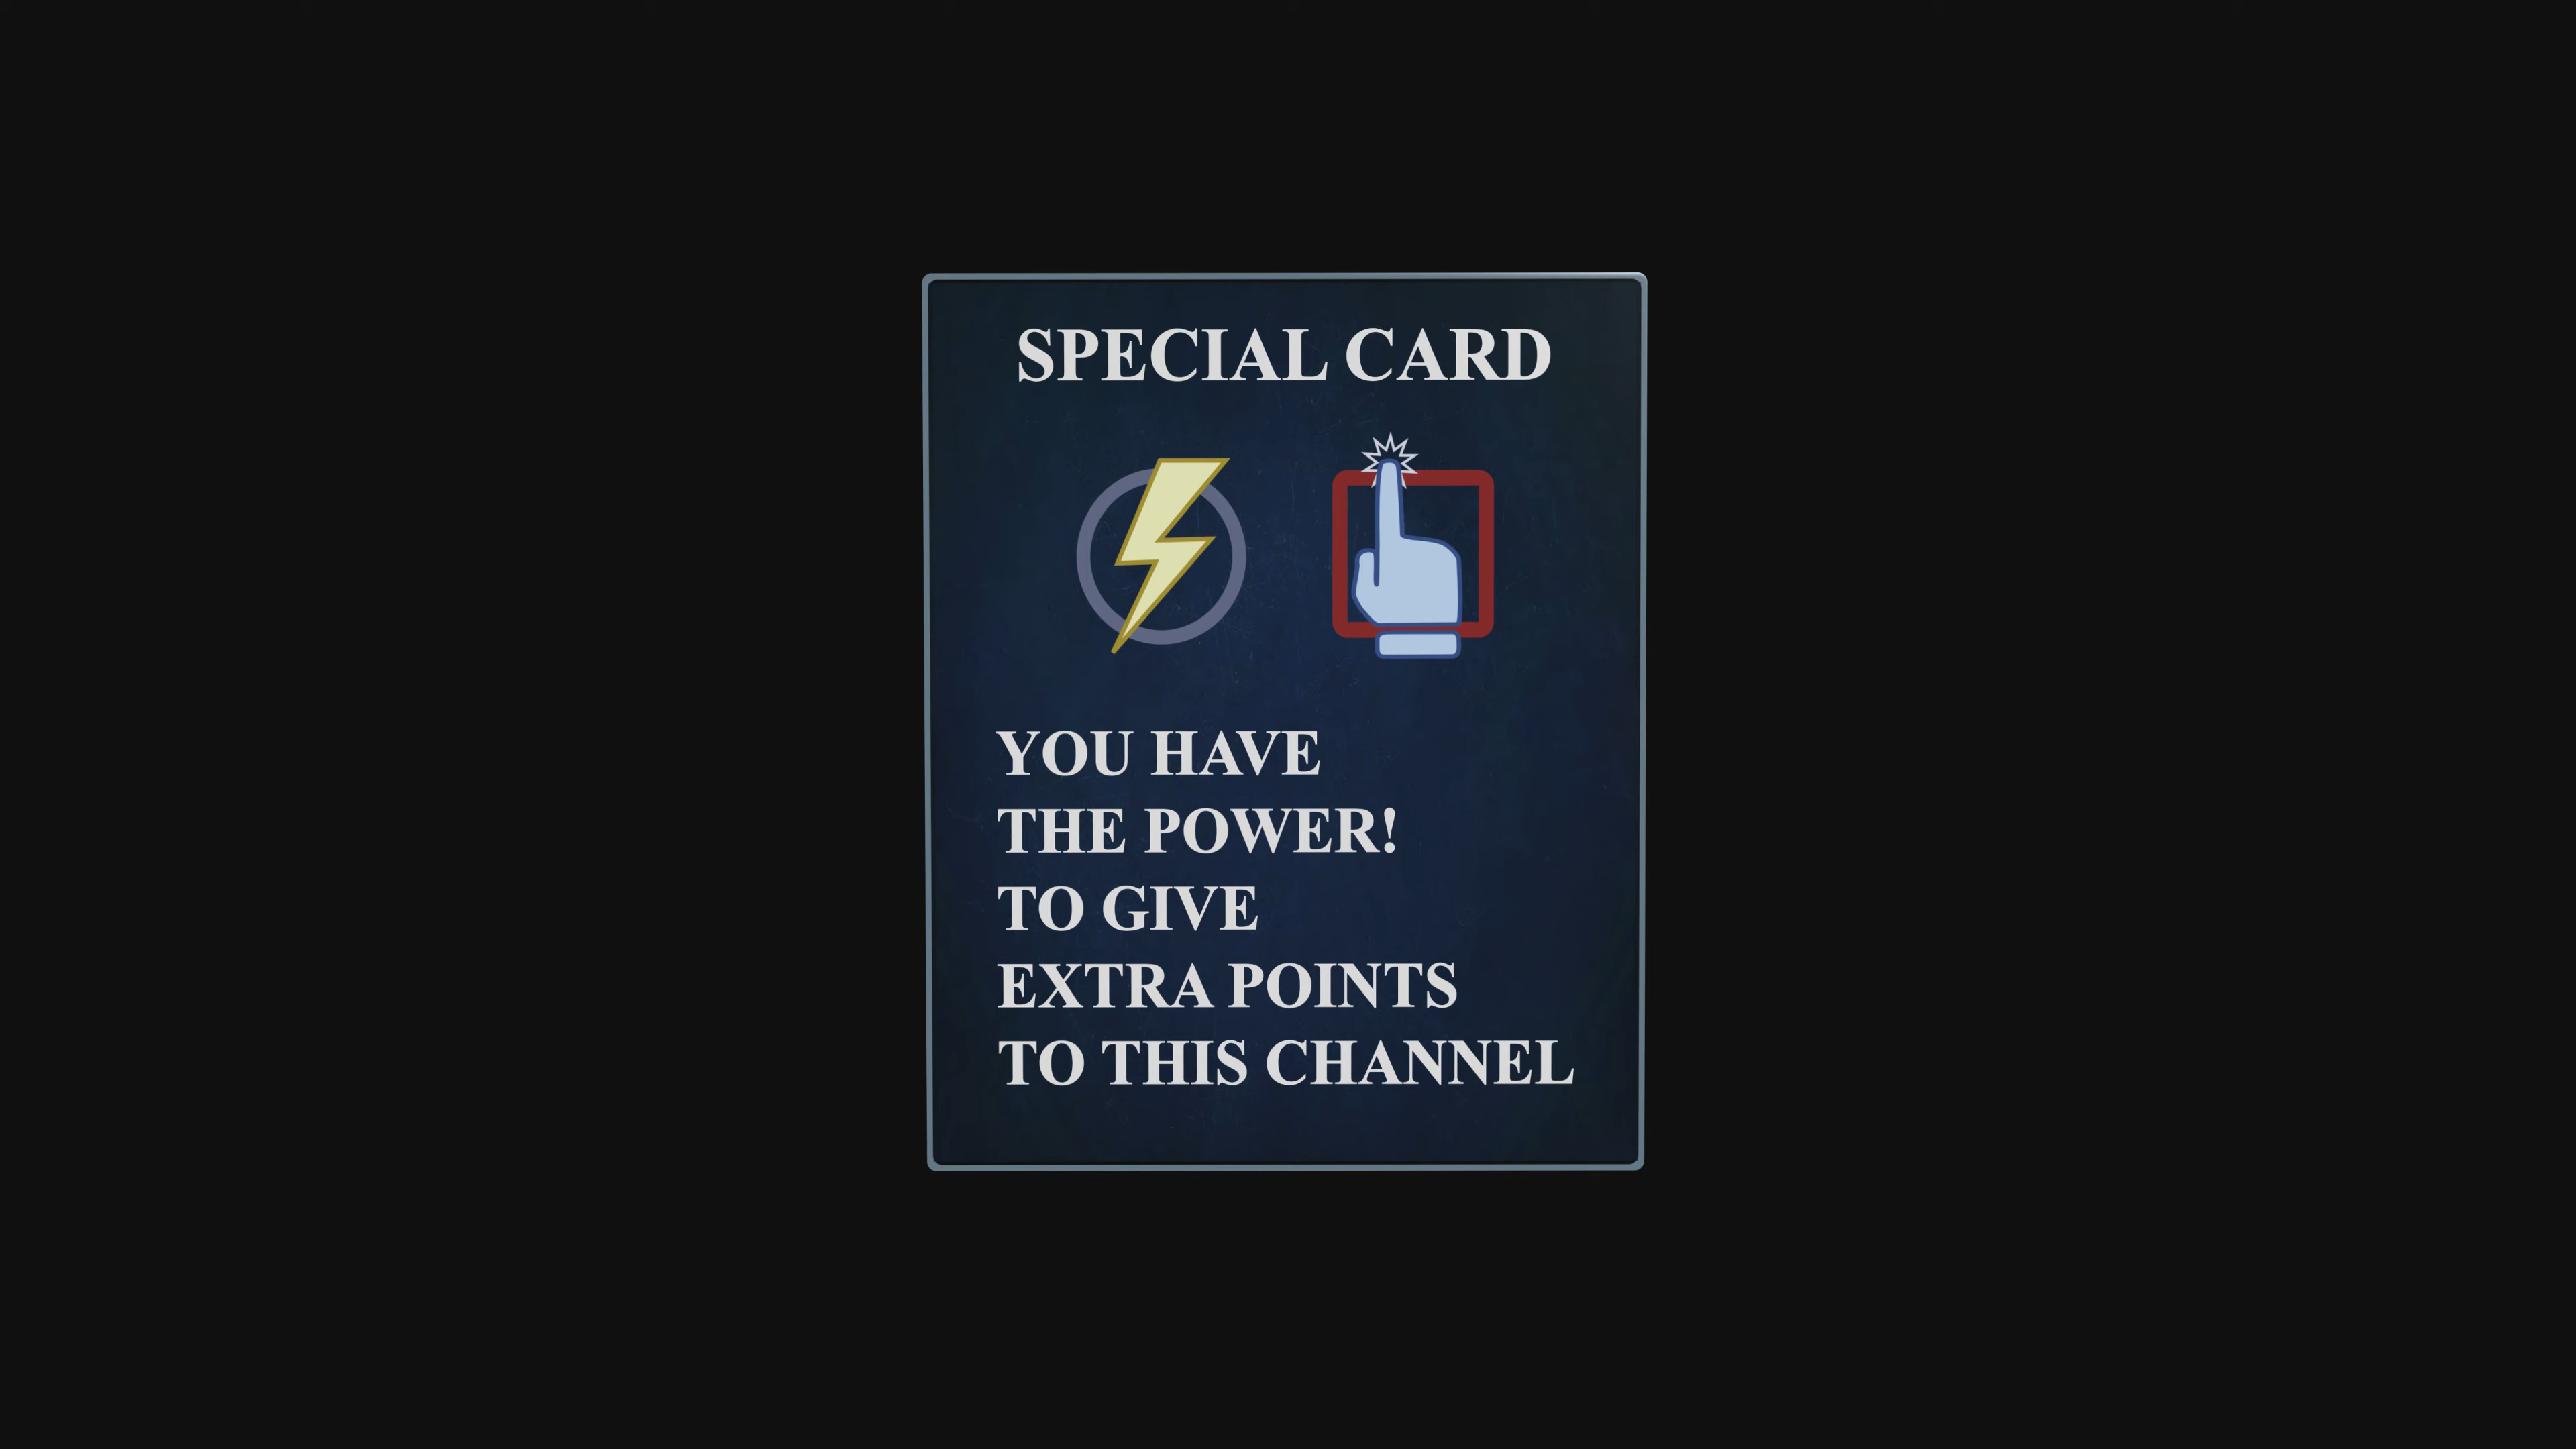 SPECIAL CARD
YOU HAVE
THE POWER!
TO GIVE
EXTRA POINTS
TO THIS CHANNEL